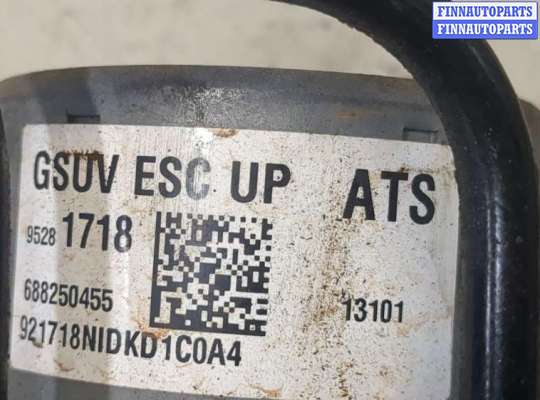 FINNAUTOPARTS
FINNAUTOPARTS
GSUV ESC UP ATS
9528 1718
688250455 13101
921718NIDKD1C0A4